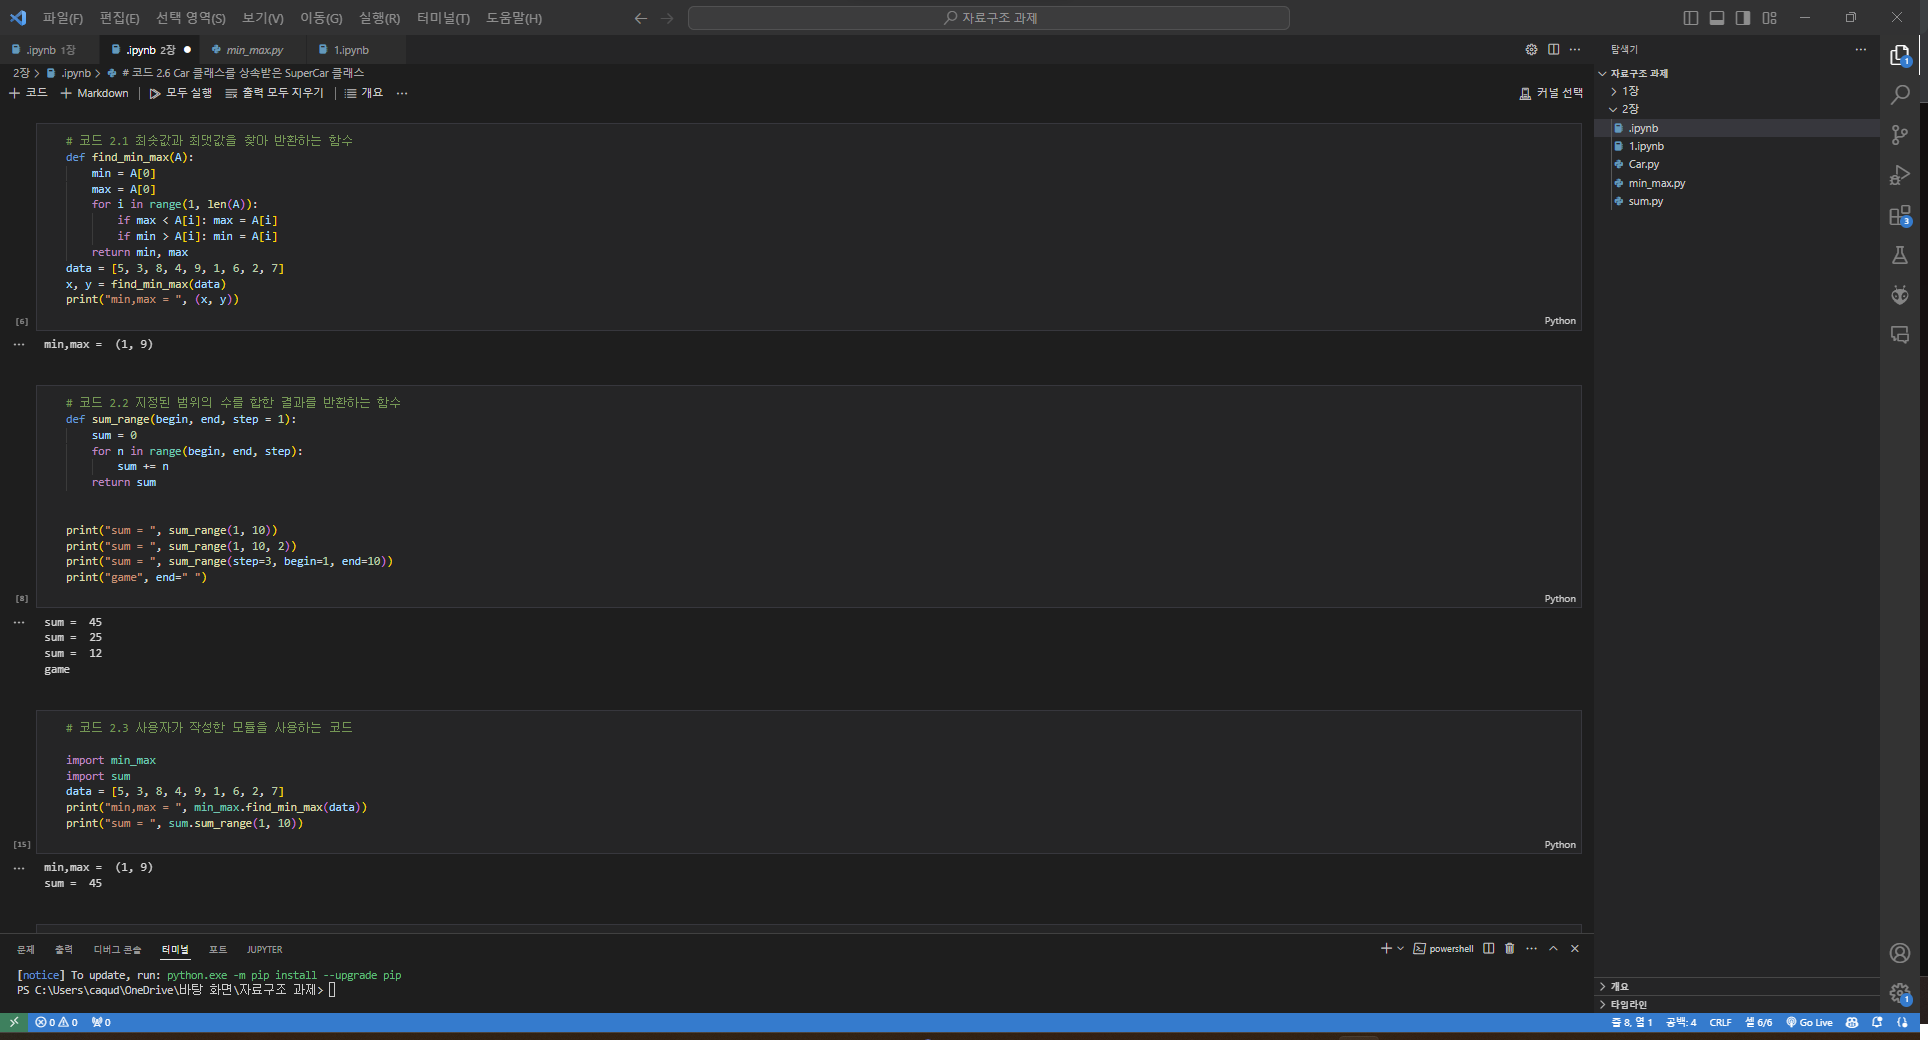 파일(F) 편집(E) 선택 영역(S) 보기(V) 이동(G) 실행(R) 터미널(T) 도움말(H)
자료구조 과제
.ipynb 1장
.ipynb 2장
min_max.py
1.ipynb
2장 > .ipynb > # 코드 2.6 Car 클래스를 상속받은 SuperCar 클래스
+ 코드 + Markdown | 모두 실행 출력 모두 지우기 | 개요 ...
커널 선택
# 코드 2.1 최솟값과 최댓값을 찾아 반환하는 함수
def find_min_max(A):
    min = A[0]
    max = A[0]
    for i in range(1, len(A)):
        if max < A[i]: max = A[i]
        if min > A[i]: min = A[i]
    return min, max
data = [5, 3, 8, 4, 9, 1, 6, 2, 7]
x, y = find_min_max(data)
print("min,max = ", (x, y))
[6]
Python
min,max =  (1, 9)
# 코드 2.2 지정된 범위의 수를 합한 결과를 반환하는 함수
def sum_range(begin, end, step = 1):
    sum = 0
    for n in range(begin, end, step):
        sum += n
    return sum
print("sum = ", sum_range(1, 10))
print("sum = ", sum_range(1, 10, 2))
print("sum = ", sum_range(step=3, begin=1, end=10))
print("game", end=" ")
[8]
Python
sum =  45
sum =  25
sum =  12
game
# 코드 2.3 사용자가 작성한 모듈을 사용하는 코드
import min_max
import sum
data = [5, 3, 8, 4, 9, 1, 6, 2, 7]
print("min,max = ", min_max.find_min_max(data))
print("sum = ", sum.sum_range(1, 10))
[15]
Python
min,max =  (1, 9)
sum =  45
문제 출력 디버그 콘솔 터미널 포트 JUPYTER
powershell
[notice] To update, run: python.exe -m pip install --upgrade pip
PS C:\Users\caqud\OneDrive\바탕 화면\자료구조 과제>
탐색기
자료구조 과제
1장
2장
.ipynb
1.ipynb
Car.py
min_max.py
sum.py
개요
타임라인
1
3
1
0 0 0
줄 8, 열 1 공백: 4 CRLF 셀 6/6 Go Live